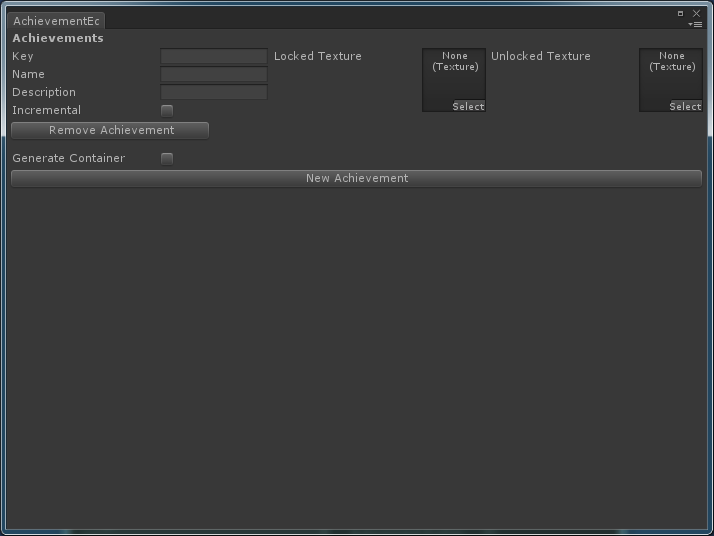 AchievementEc
Achievements
Key
Locked Texture
None
(Texture)
Select
Unlocked Texture
None
(Texture)
Select
Name
Description
Incremental
Remove Achievement
Generate Container
New Achievement